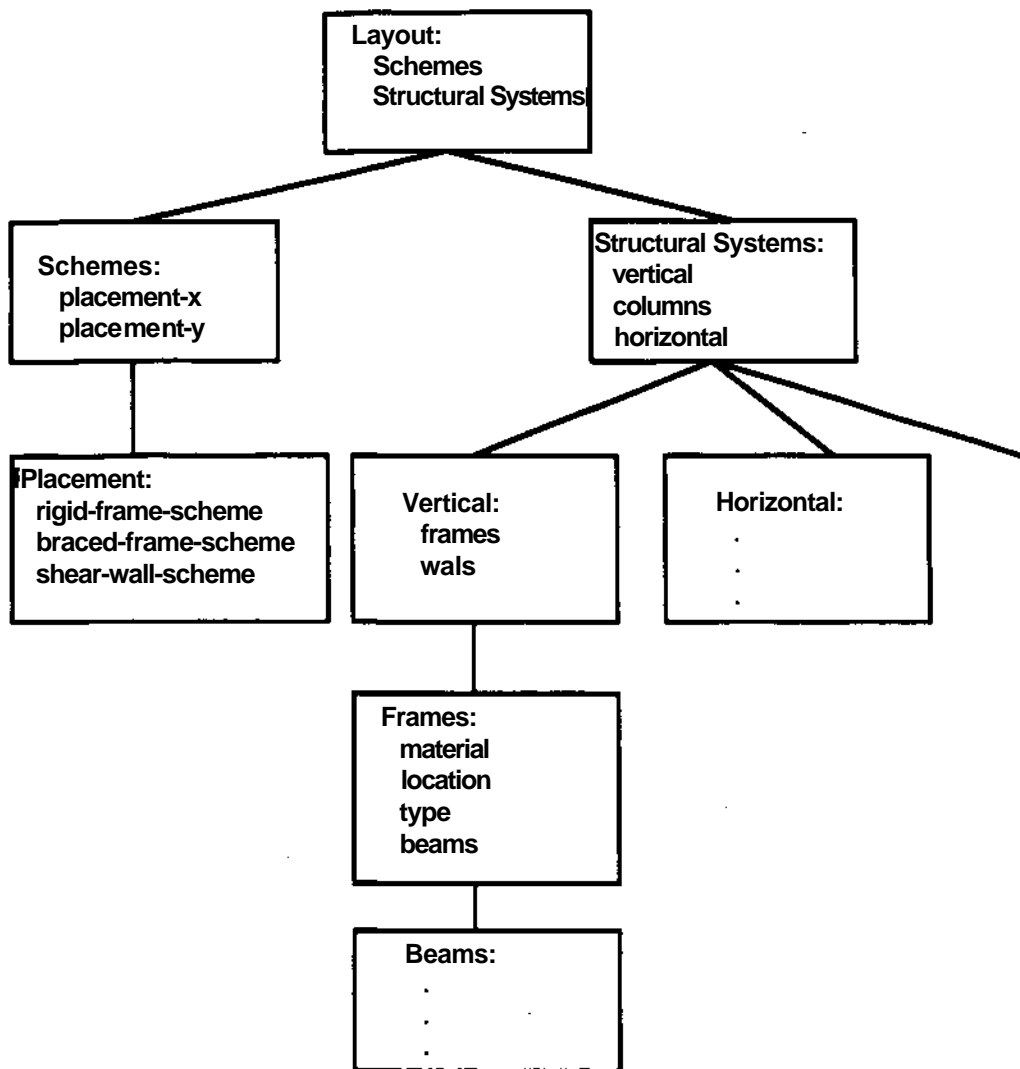 Layout:
Schemes
Structural Systems
Schemes:
placement-x
placement-y
Structural Systems:
vertical
columns
horizontal
Placement:
rigid-frame-scheme
braced-frame-scheme
shear-wall-scheme
Vertical:
frames
wals
Horizontal:
.
.
.
Frames:
material
location
type
beams
Beams:
.
.
.